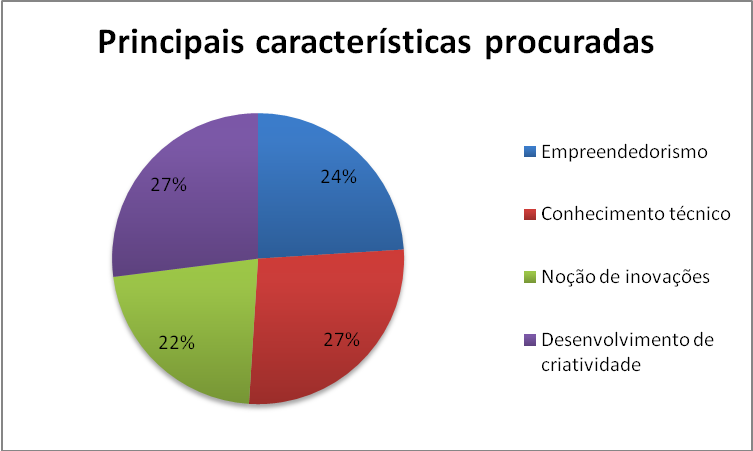 Principais características procuradas
24%
27%
22%
27%
Empreendedorismo
Conhecimento técnico
Noção de inovações
Desenvolvimento de
criatividade